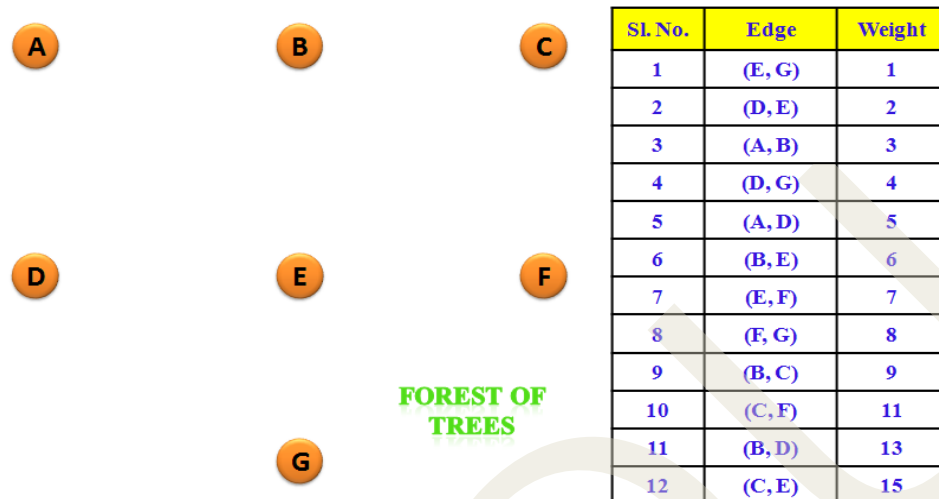 A B C
D E F
G
FOREST OF
TREES
Sl. No. Edge Weight
1 (E, G) 1
2 (D, E) 2
3 (A, B) 3
4 (D, G) 4
5 (A, D) 5
6 (B, E) 6
7 (E, F) 7
8 (F, G) 8
9 (B, C) 9
10 (C, F) 11
11 (B, D) 13
12 (C, E) 15